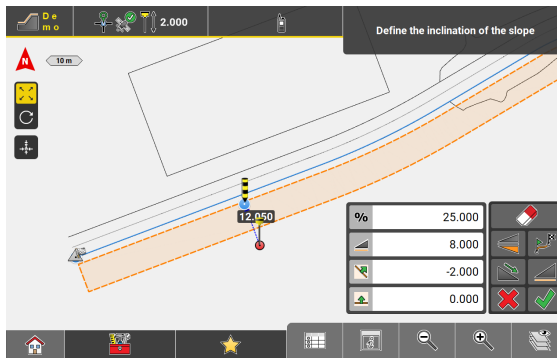 De
mo
2.000
Define the inclination of the slope
N
10 m
12.050
% 25.000
8.000
-2.000
0.000